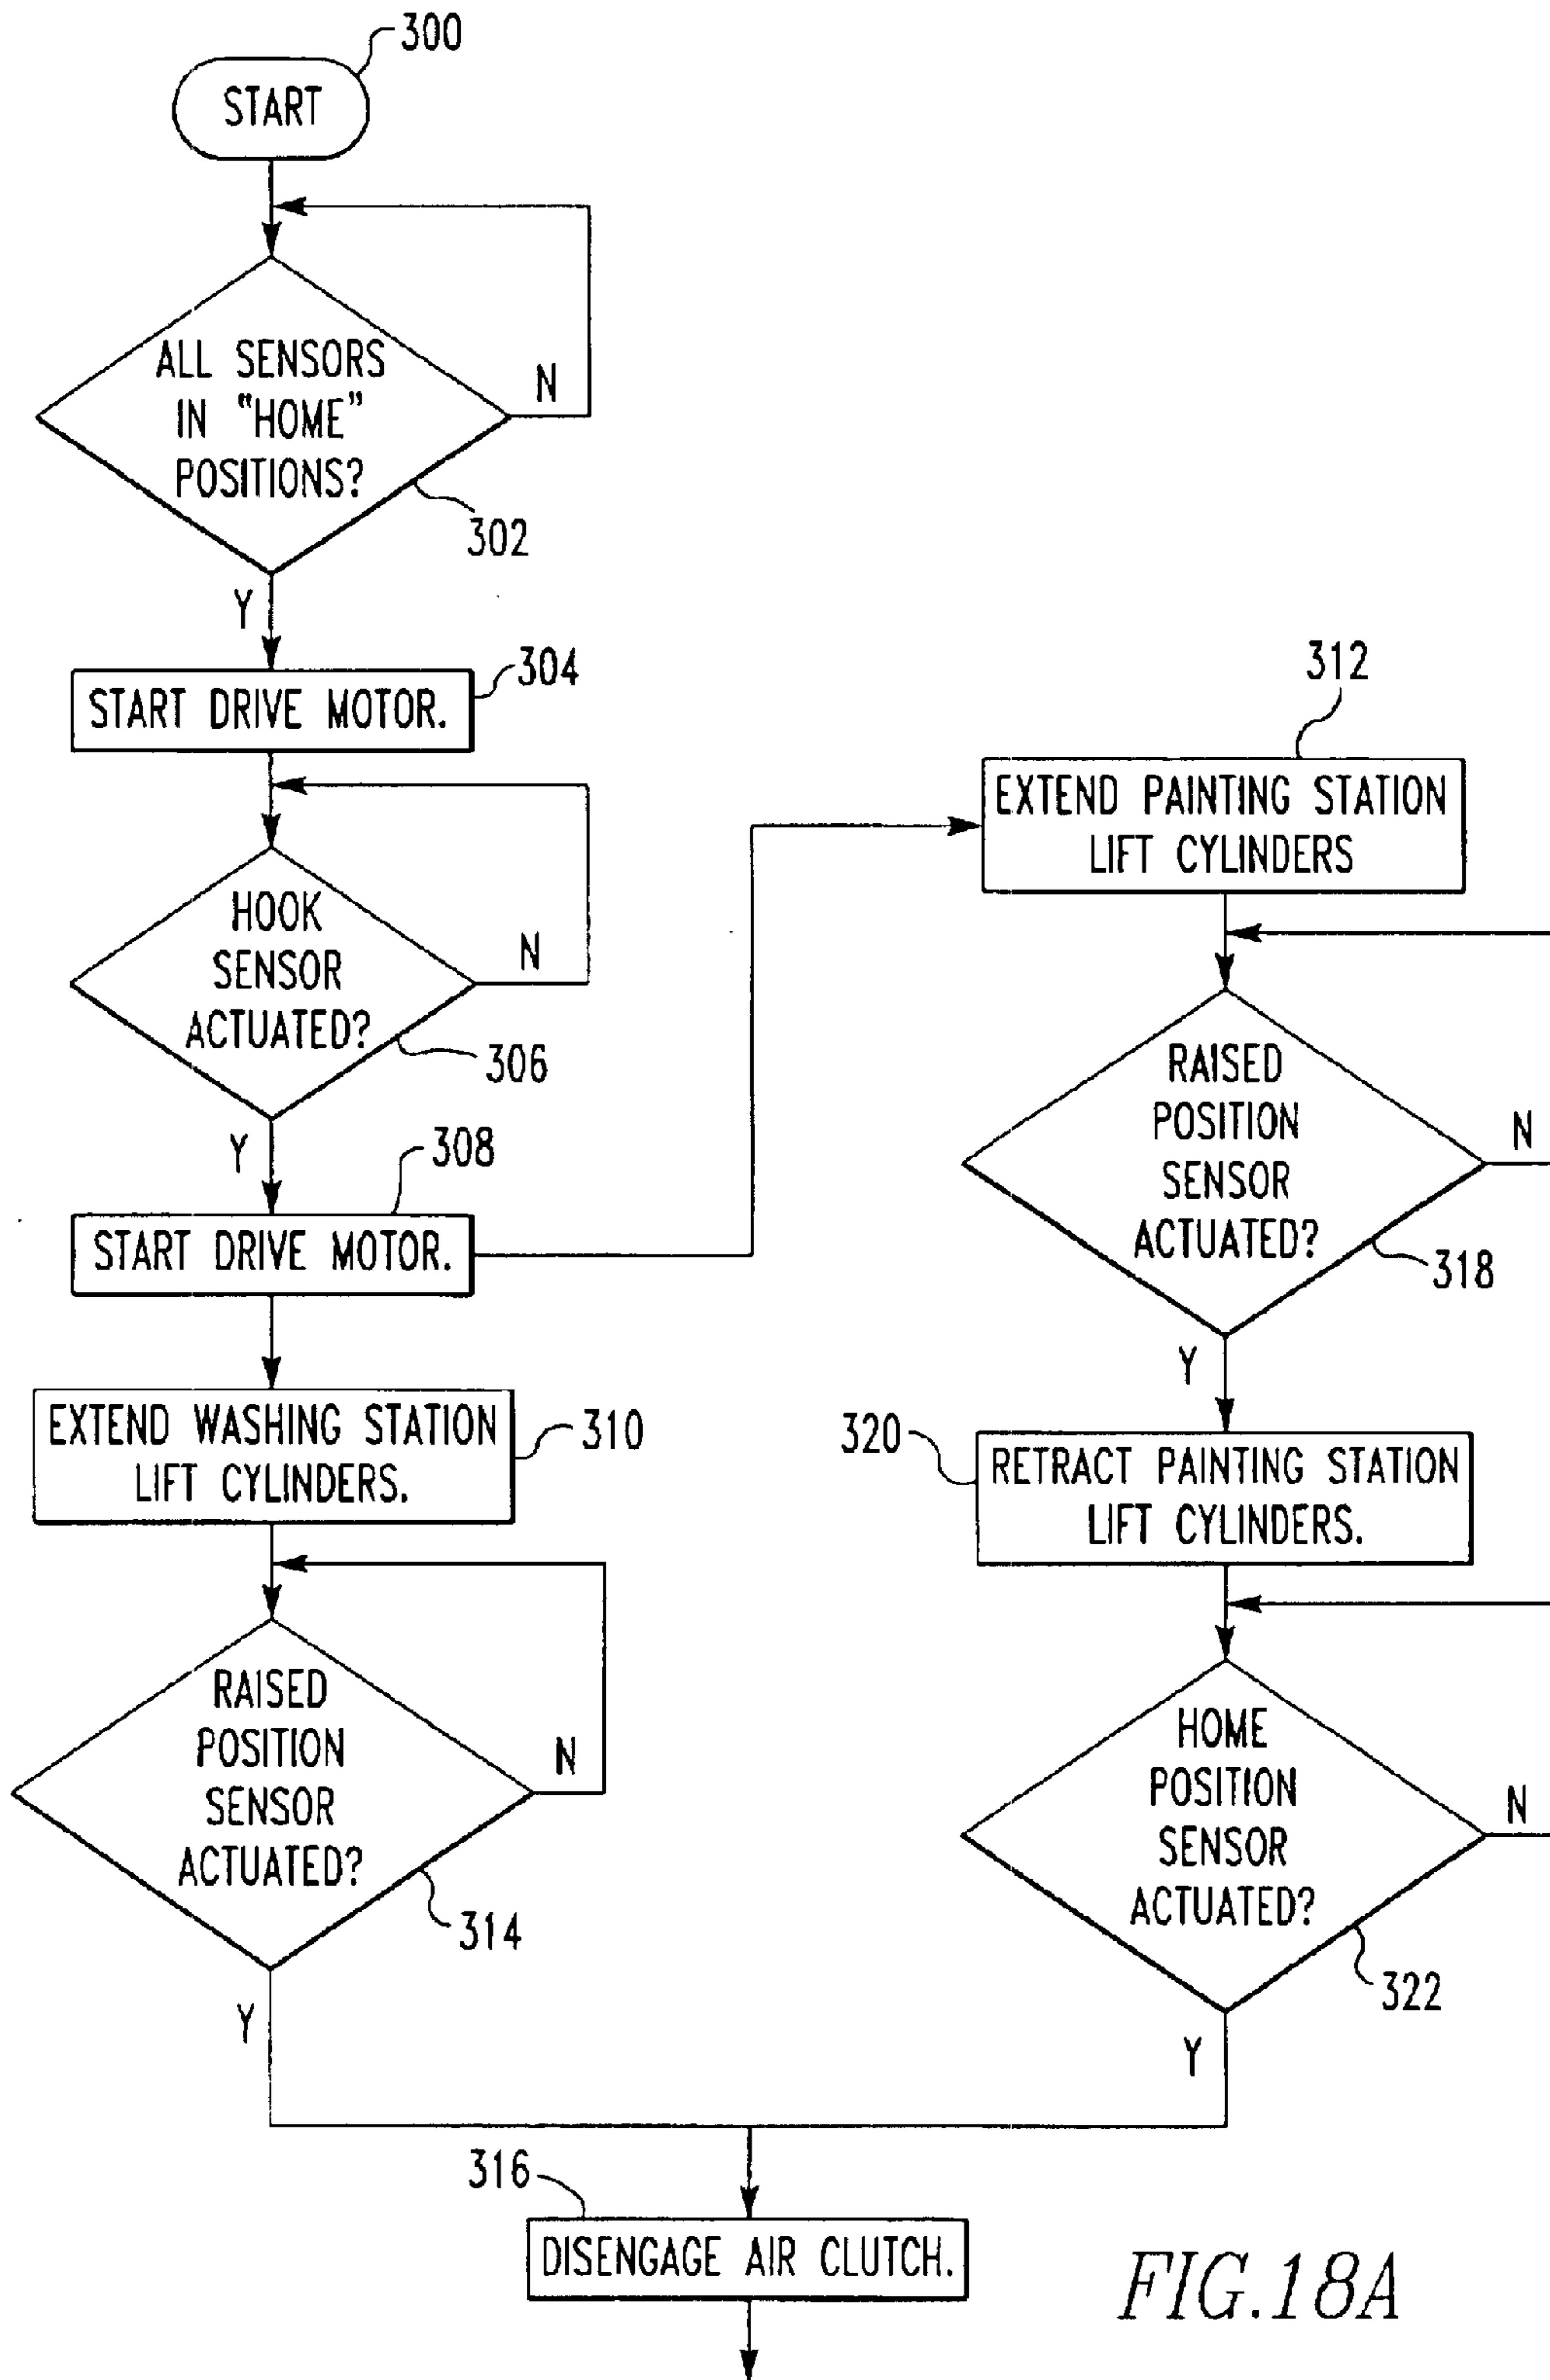 300
START
ALL SENSORS
IN "HOME"
POSITIONS?
N
302
Y
304
START DRIVE MOTOR.
HOOK
SENSOR
ACTUATED?
N
306
Y
308
START DRIVE MOTOR.
EXTEND WASHING STATION
LIFT CYLINDERS.
310
RAISED
POSITION
SENSOR
ACTUATED?
N
314
Y
312
EXTEND PAINTING STATION
LIFT CYLINDERS
RAISED
POSITION
SENSOR
ACTUATED?
N
318
Y
320
RETRACT PAINTING STATION
LIFT CYLINDERS.
HOME
POSITION
SENSOR
ACTUATED?
N
322
Y
316
DISENGAGE AIR CLUTCH.
FIG.18A